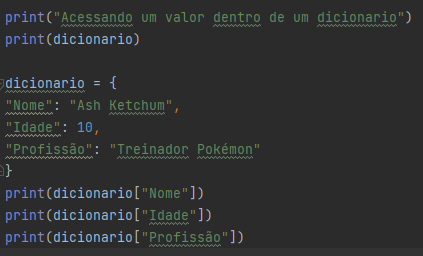 print("Acessando um valor dentro de um dicionario")
print(dicionario)
dicionario = {
"Nome": "Ash Ketchum",
"Idade": 10,
"Profissão": "Treinador Pokémon"
}
print(dicionario["Nome"])
print(dicionario["Idade"])
print(dicionario["Profissão"])